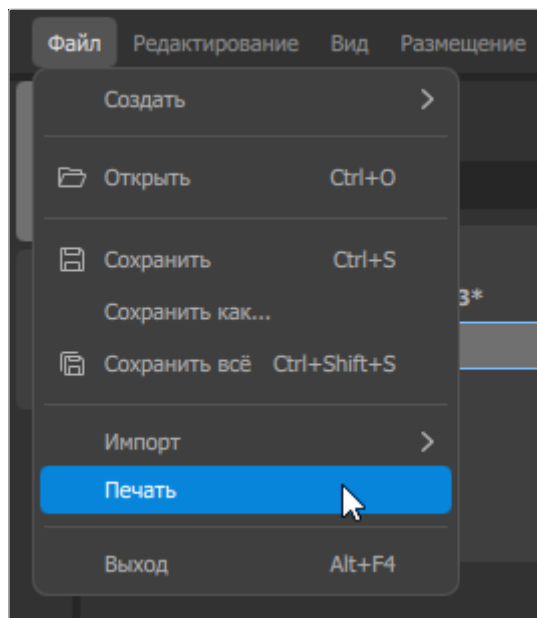 Файл Редактирование Вид Размещение
Создать
Открыть Ctrl+O
Сохранить Ctrl+S
3*
Сохранить как...
Сохранить всё Ctrl+Shift+S
Импорт
Печать
Выход Alt+F4